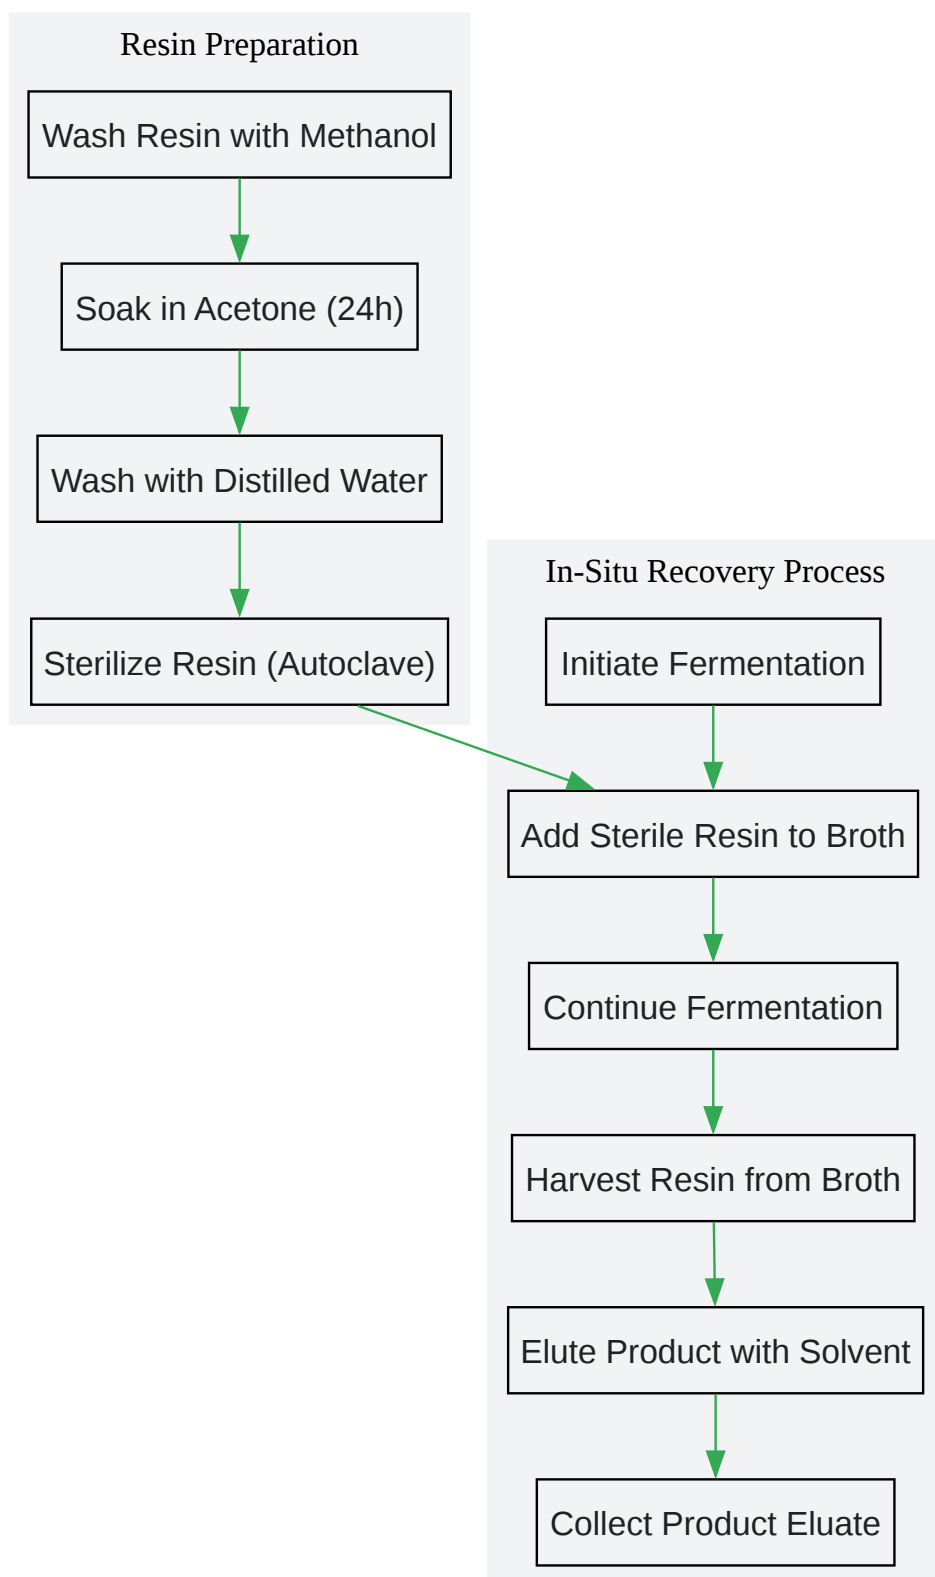 Resin Preparation
Wash Resin with Methanol
Soak in Acetone (24h)
Wash with Distilled Water
Sterilize Resin (Autoclave)
In-Situ Recovery Process
Initiate Fermentation
Add Sterile Resin to Broth
Continue Fermentation
Harvest Resin from Broth
Elute Product with Solvent
Collect Product Eluate